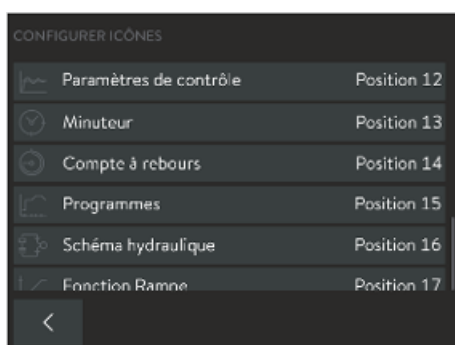 CONFIGURER ICÔNES
Paramètres de contrôle Position 12
Minuteur Position 13
Compte à rebours Position 14
Programmes Position 15
Schéma hydraulique Position 16
Fonction Rampe Position 17